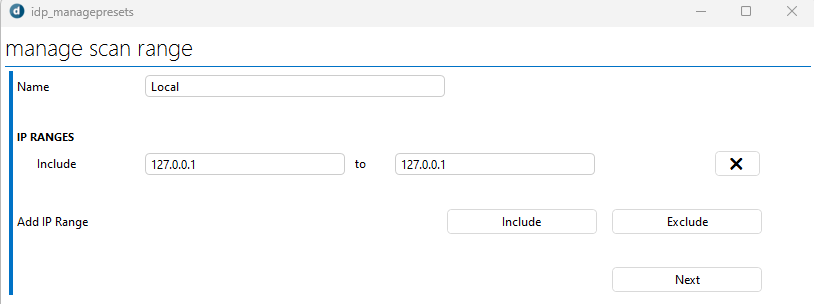 idp_managepresets
manage scan range
Name Local
IP RANGES
Include 127.0.0.1 to 127.0.0.1
Add IP Range Include Exclude
Next